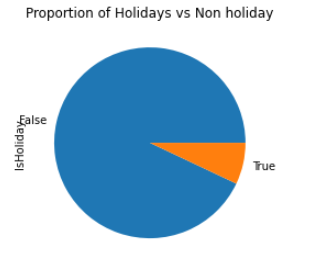 Proportion of Holidays vs Non holiday
False
IsHoliday
True